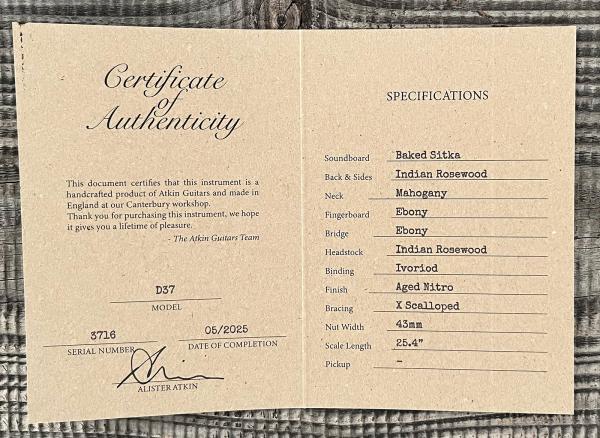 Certificate
of
Authenticity
This document certifies that this instrument is a
handcrafted product of Atkin Guitars and made in
England at our Canterbury workshop.
Thank you for purchasing this instrument, we hope
it gives you a lifetime of pleasure.
- The Atkin Guitars Team
D37
MODEL
3716
SERIAL NUMBER
05/2025
DATE OF COMPLETION
ALISTER ATKIN
SPECIFICATIONS
Soundboard Baked Sitka
Back & Sides Indian Rosewood
Neck Mahogany
Fingerboard Ebony
Bridge Ebony
Headstock Indian Rosewood
Binding Ivoriod
Finish Aged Nitro
Bracing X Scalloped
Nut Width 43mm
Scale Length 25.4"
Pickup –